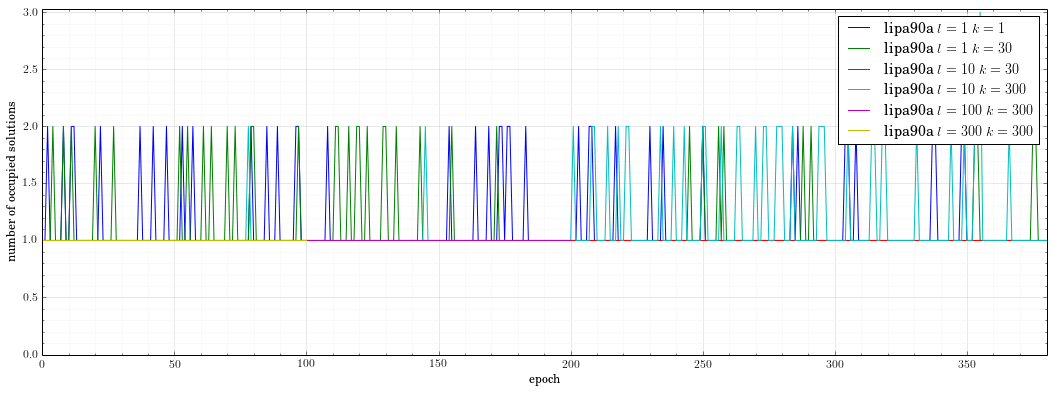 3.0
2.5
2.0
1.5
1.0
0.5
0.0
number of occupied solutions
0 50 100 150 200 250 300 350
epoch
lipa90a l = 1 k = 1
lipa90a l = 1 k = 30
lipa90a l = 10 k = 30
lipa90a l = 10 k = 300
lipa90a l = 100 k = 300
lipa90a l = 300 k = 300